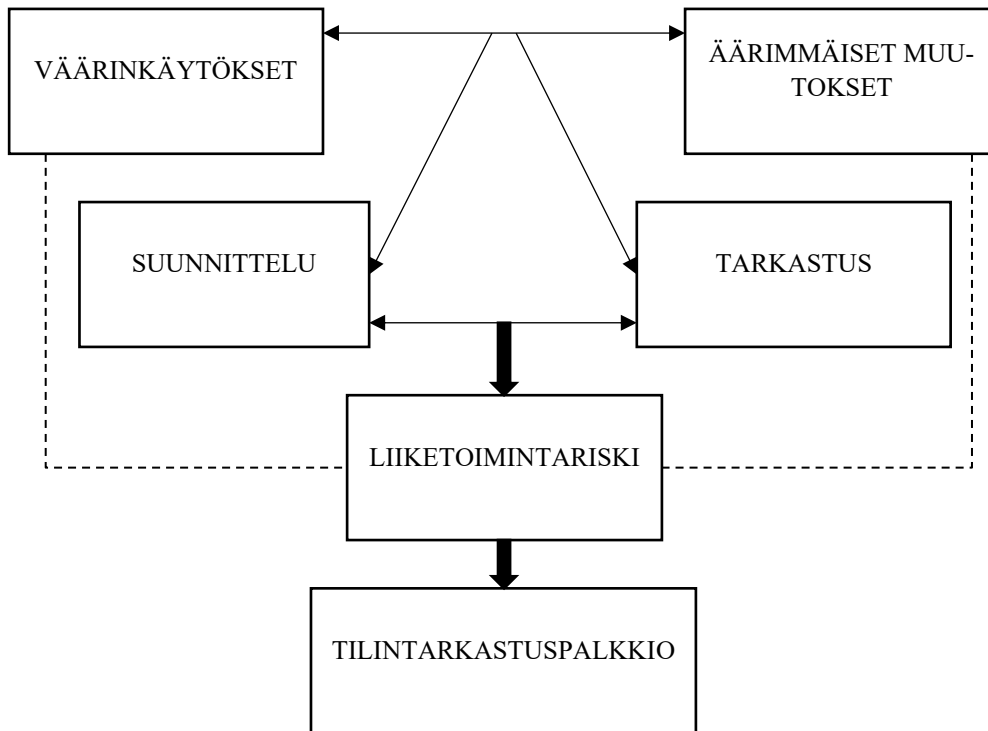 VÄÄRINKÄYTÖKSET
ÄÄRIMMÄISET MUU-
TOKSET
SUUNNITTELU
TARKASTUS
LIIKETOIMINTARISKI
TILINTARKASTUSPALKKIO